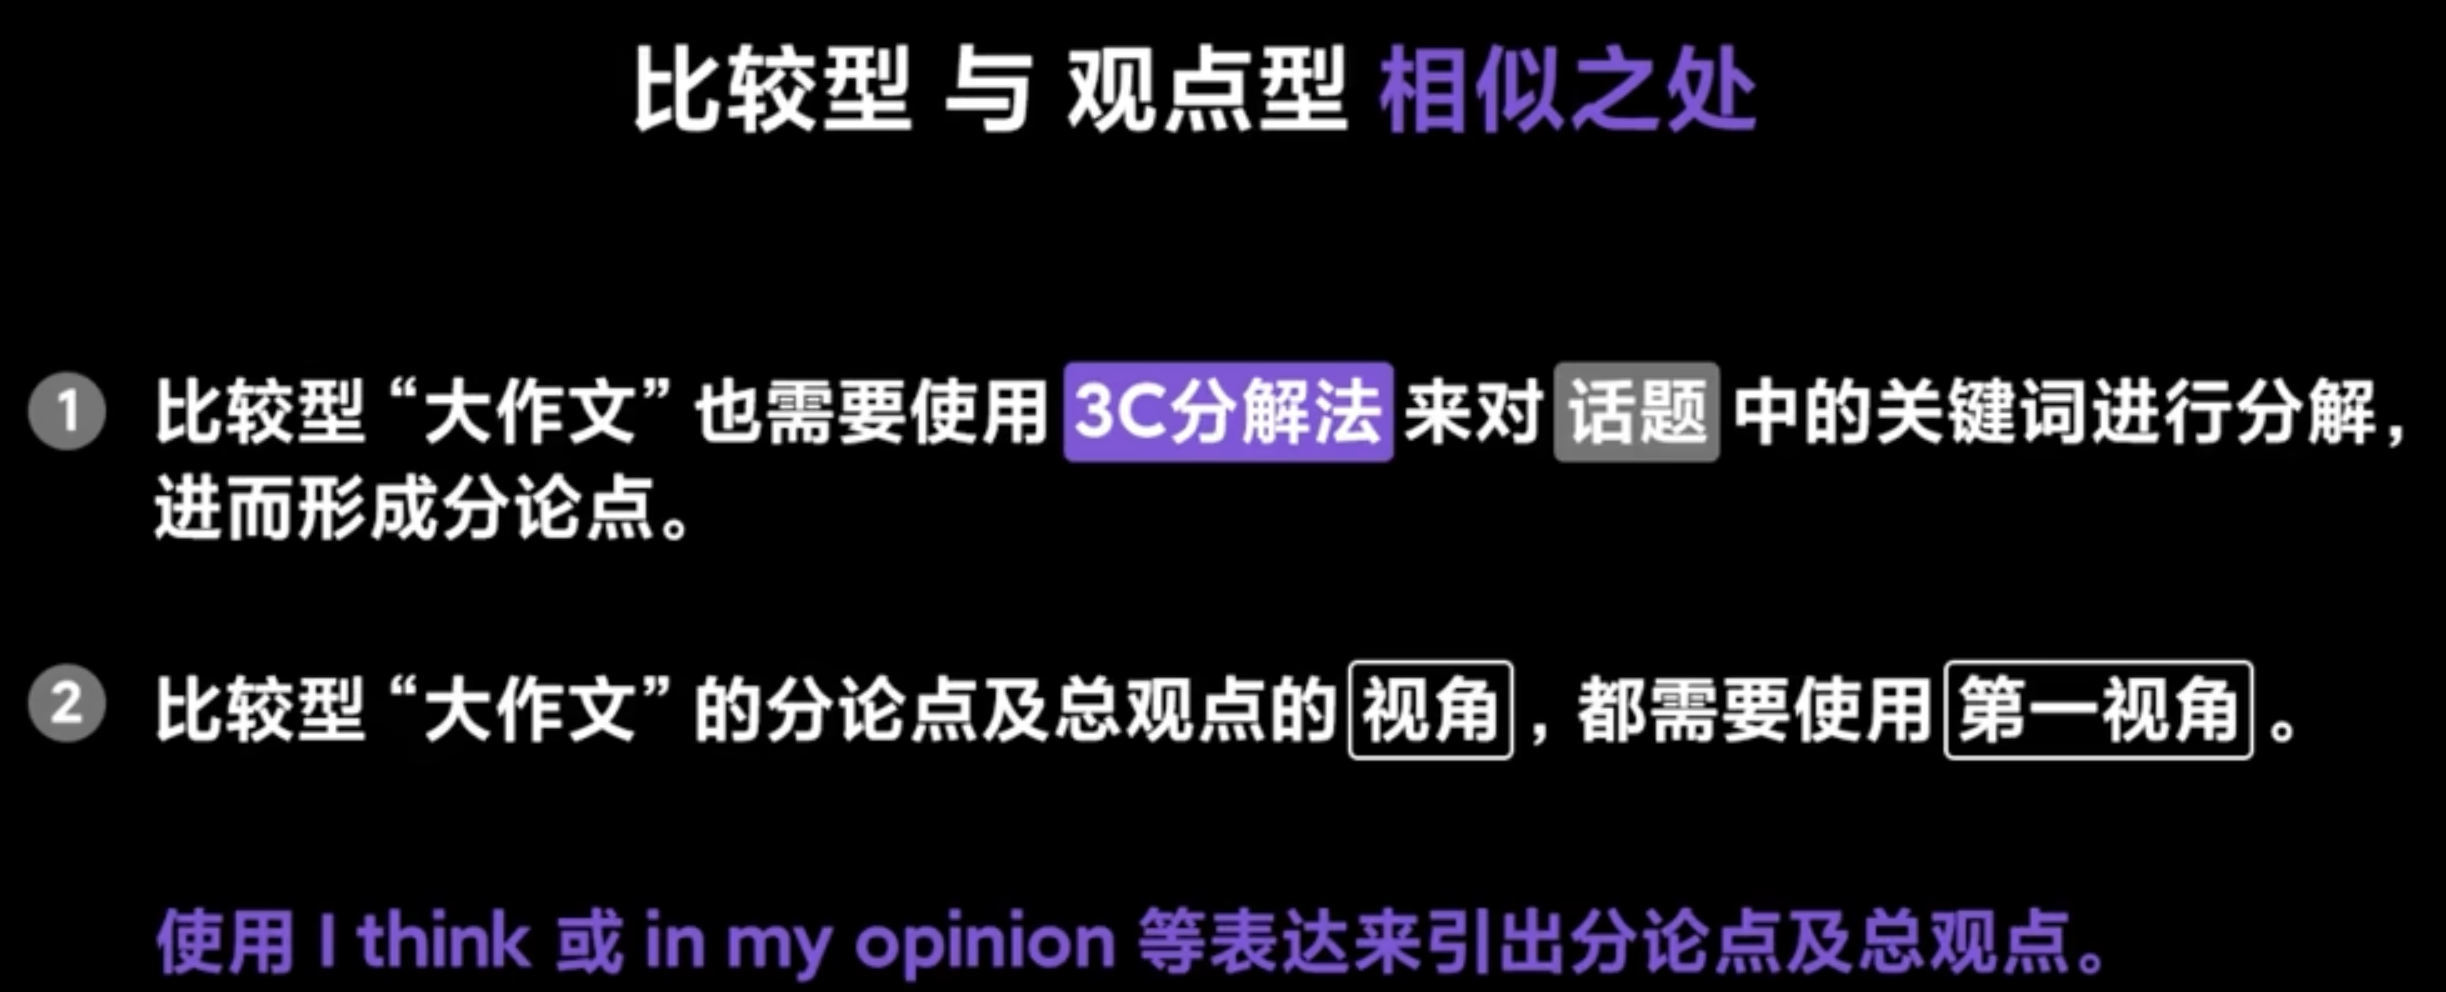 比较型 与 观点型 相似之处
1 比较型 “大作文” 也需要使用 3C分解法 来对 话题 中的关键词进行分解，
进而形成分论点。
2 比较型 “大作文” 的分论点及总观点的 视角 ，都需要使用 第一视角 。
使用 I think 或 in my opinion 等表达来引出分论点及总观点。